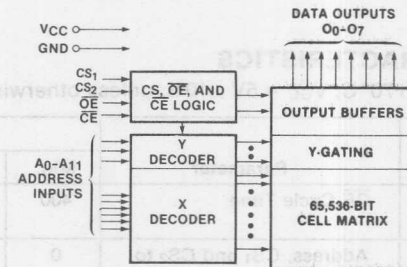 DATA OUTPUTS
O0-O7
VCC
GND
CS1
CS2
OE
CE
CS, OE, AND
CE LOGIC
OUTPUT BUFFERS
A0-A11
ADDRESS
INPUTS
Y
DECODER
Y-GATING
X
DECODER
65,536-BIT
CELL MATRIX